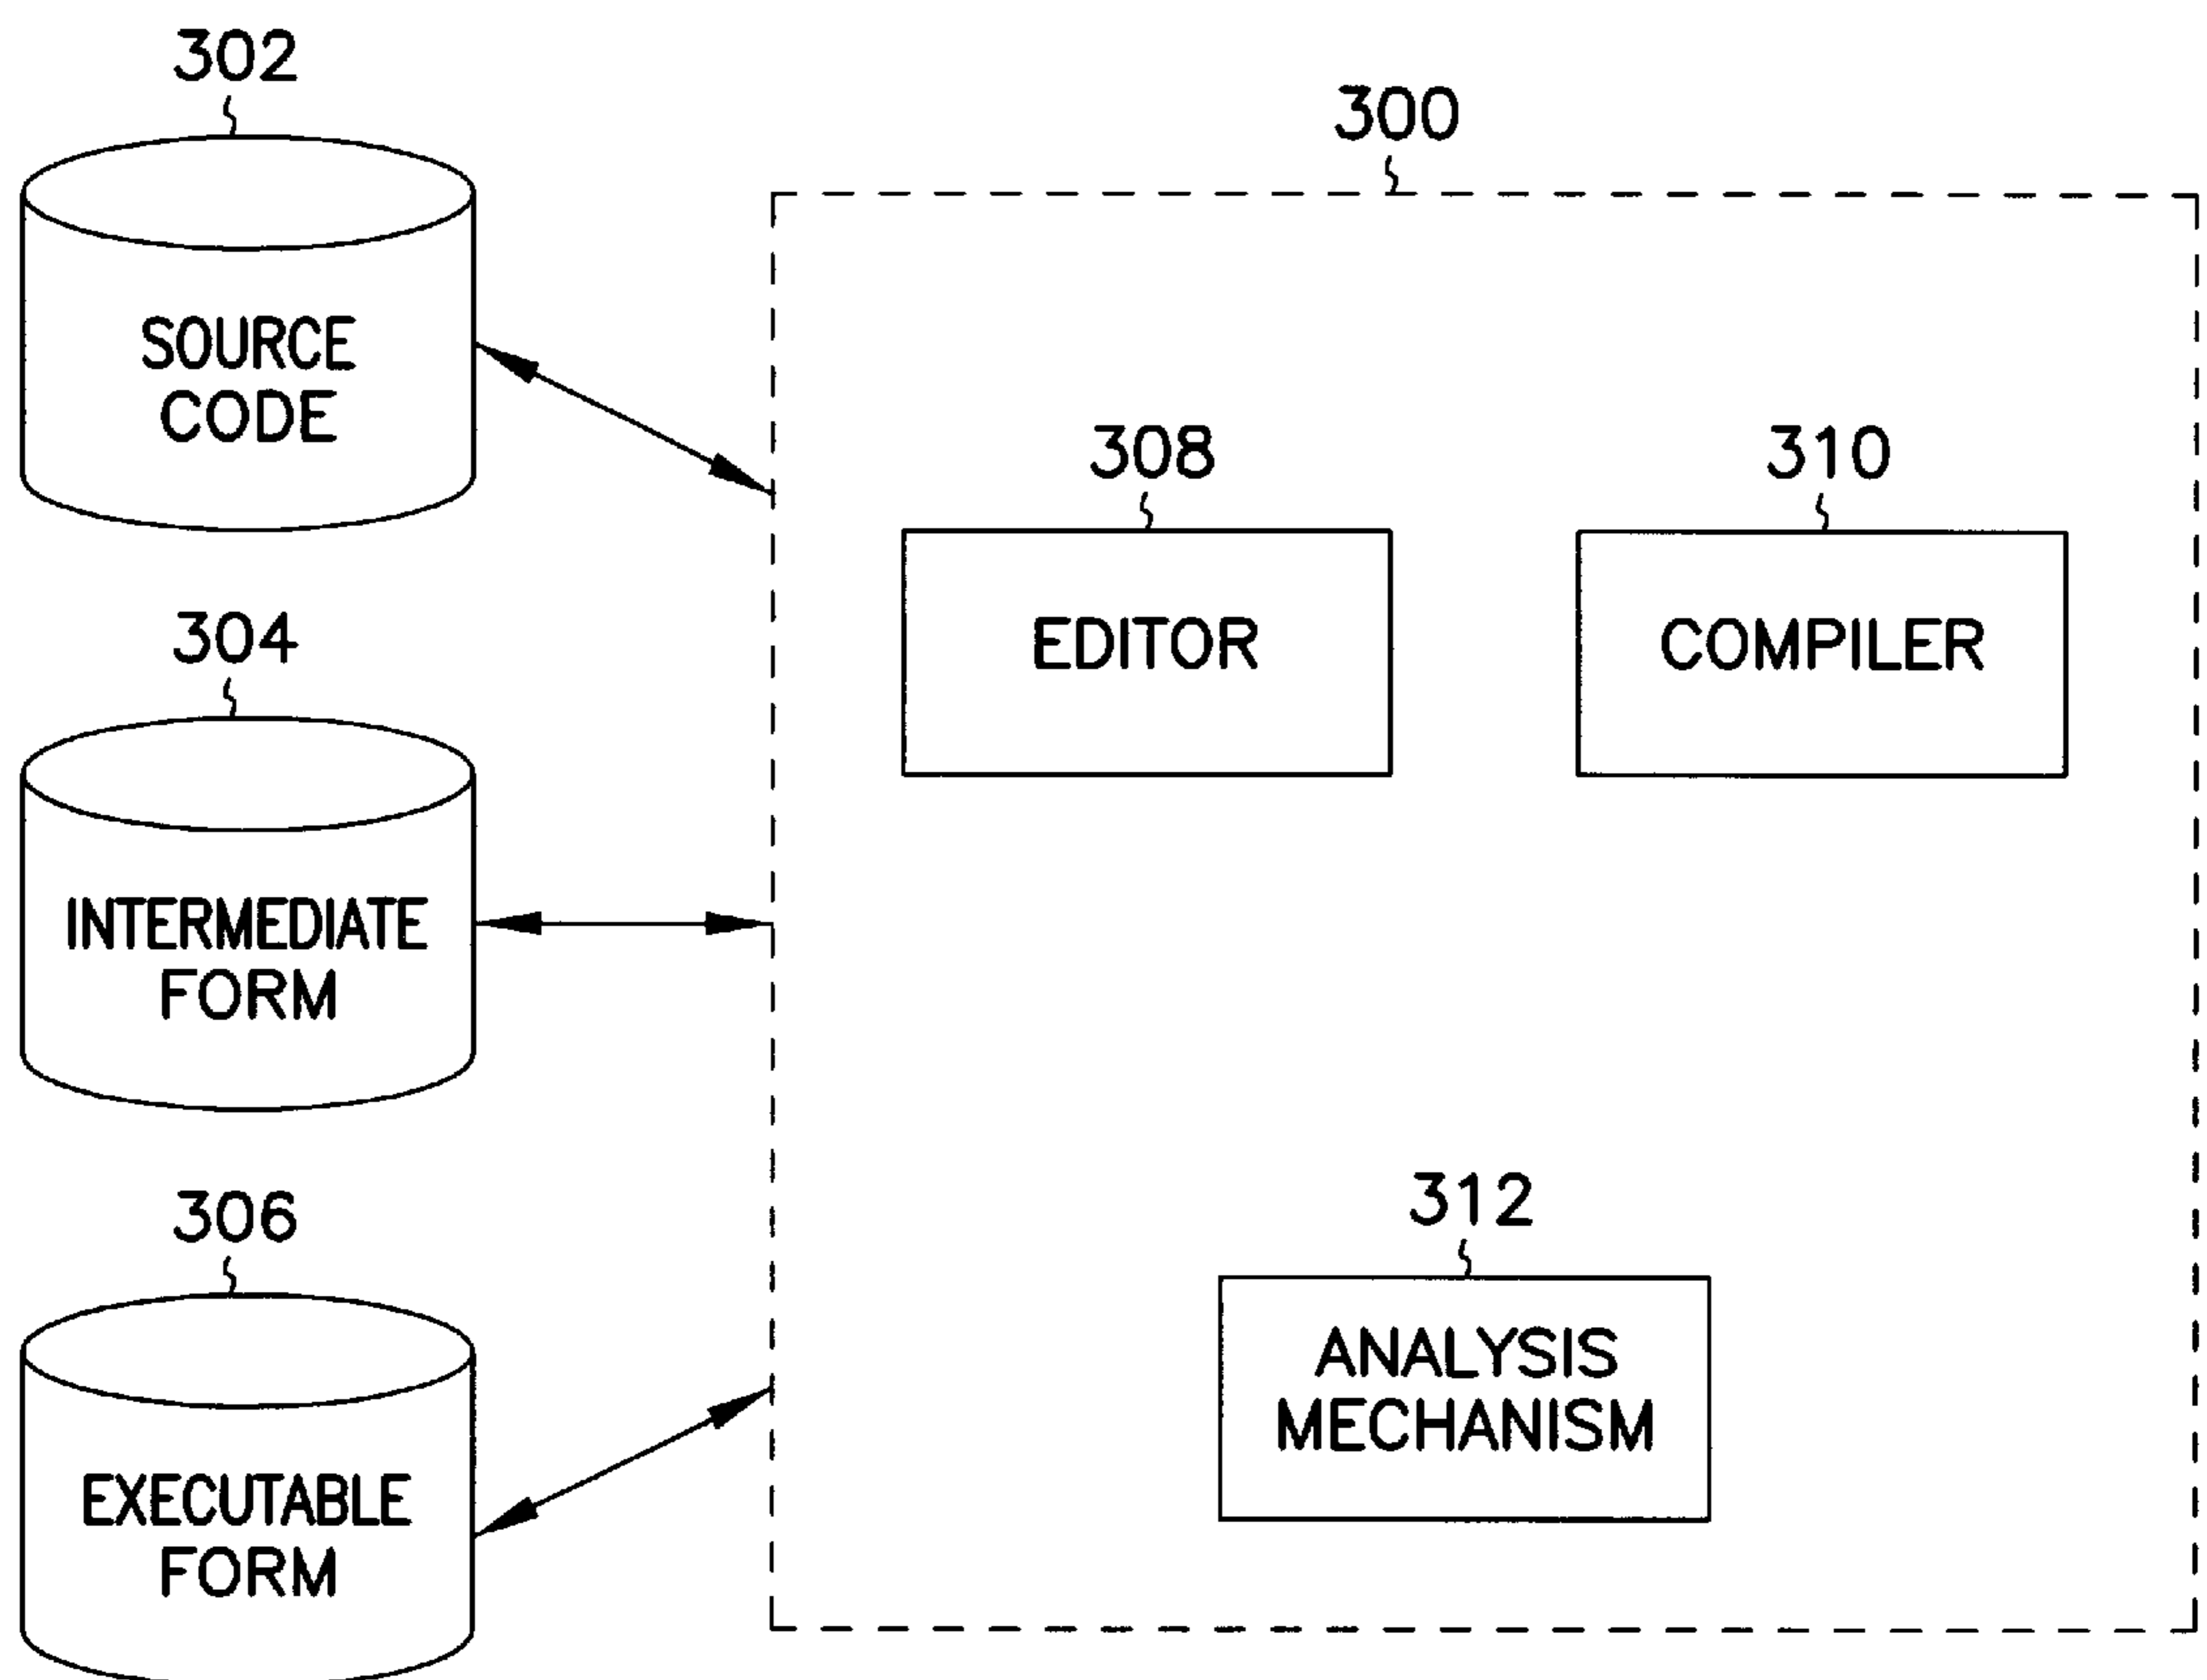 302
SOURCE
CODE
304
INTERMEDIATE
FORM
306
EXECUTABLE
FORM
300
308
EDITOR
310
COMPILER
312
ANALYSIS
MECHANISM